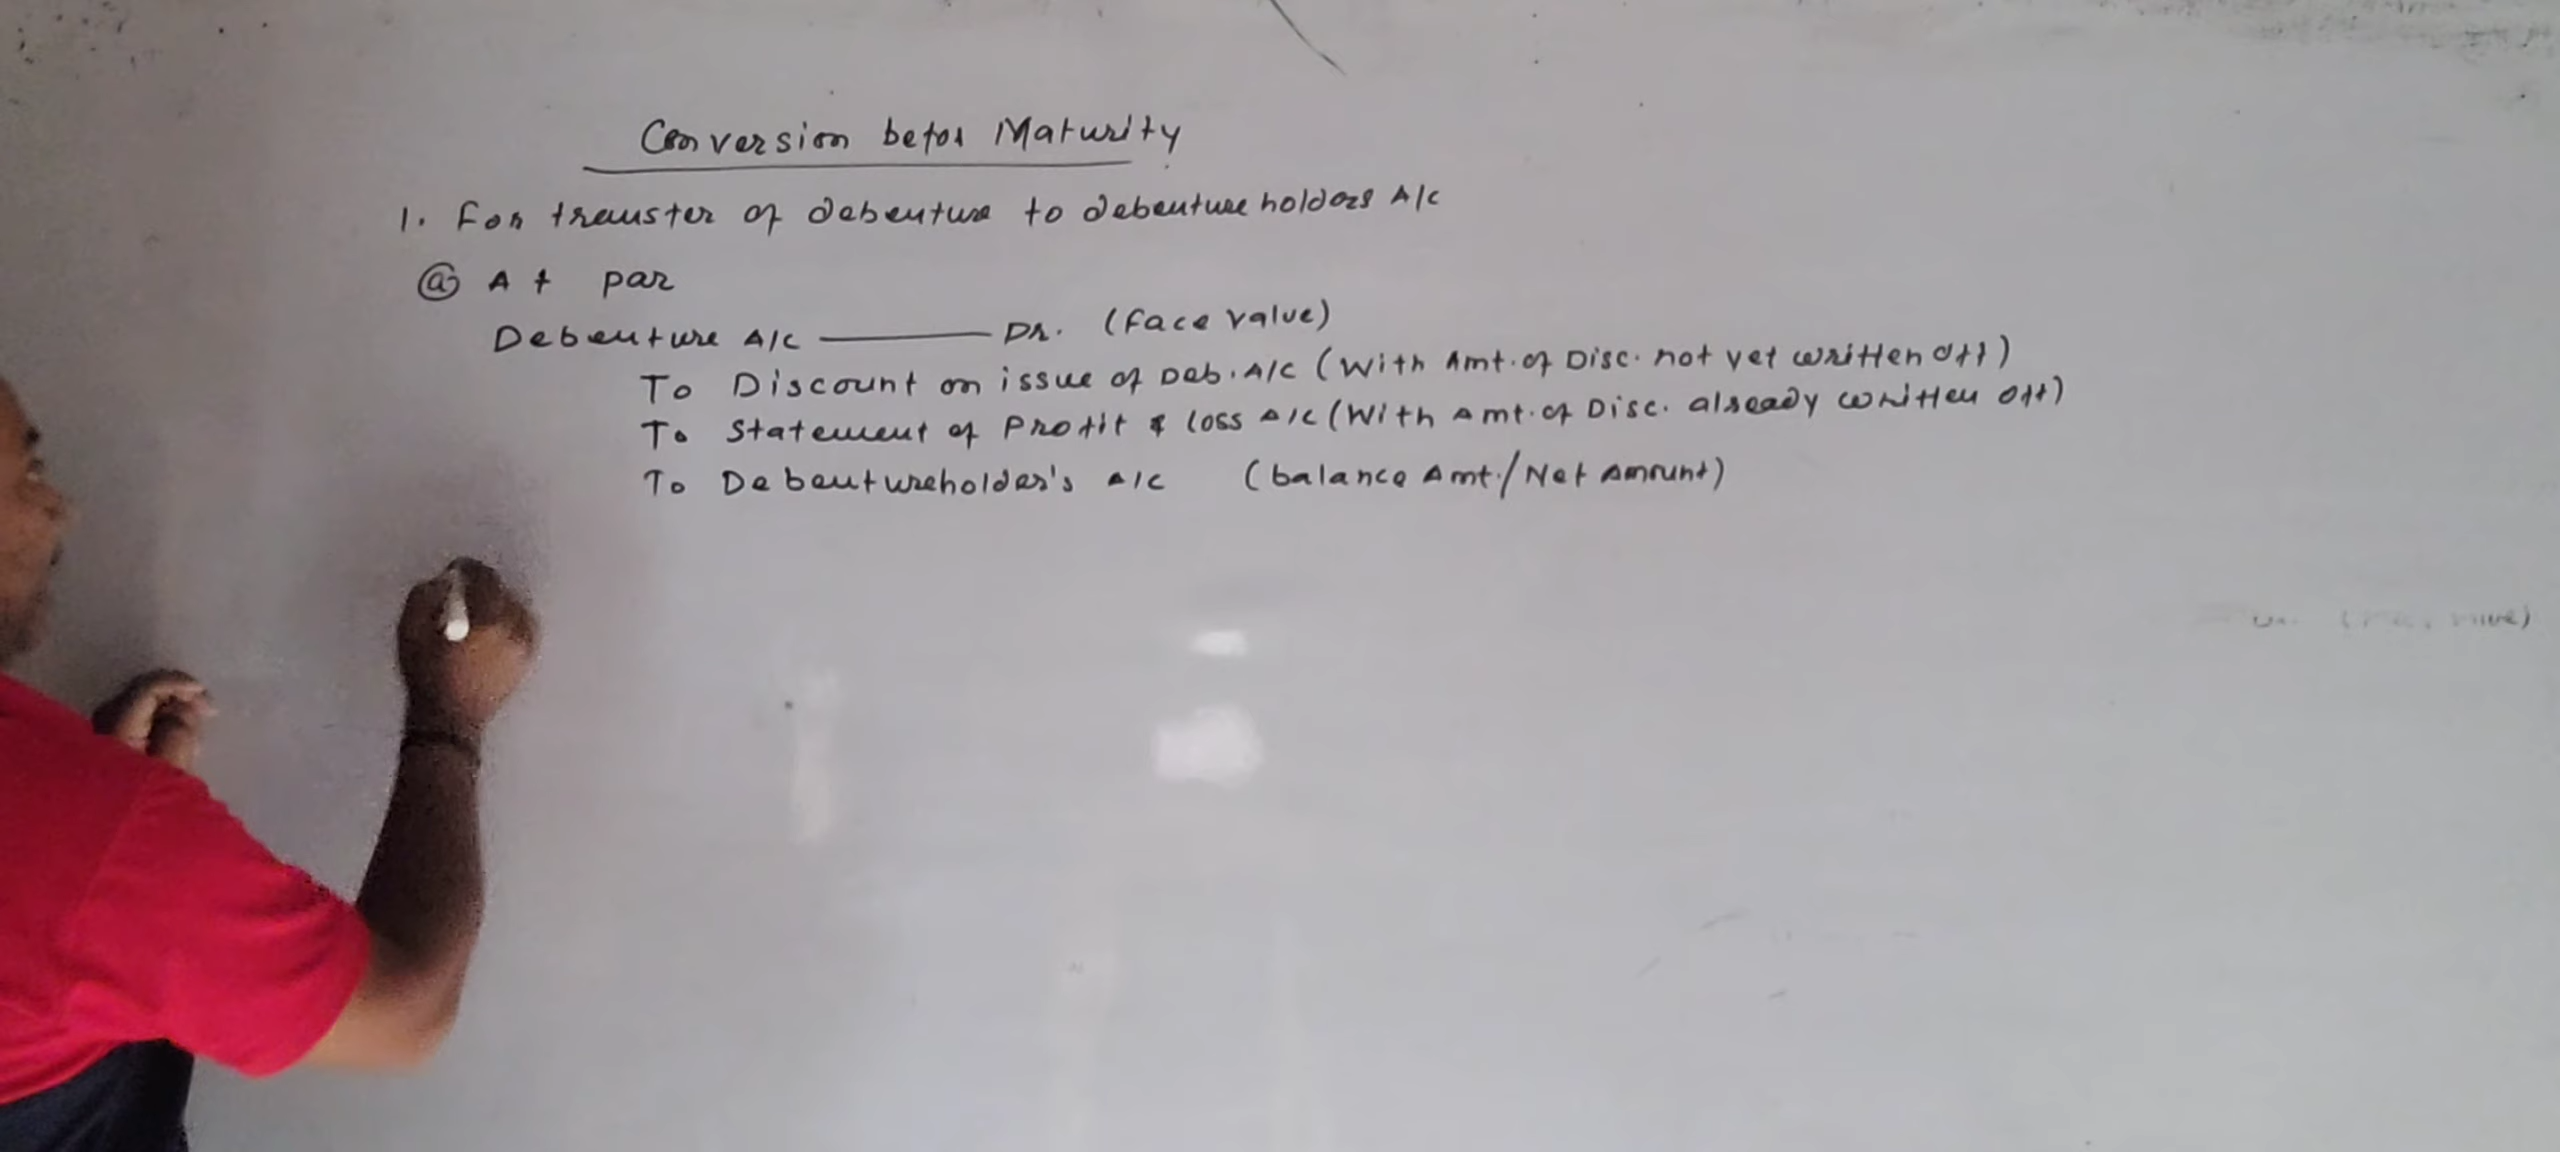 Conversion befor Maturity
1. For transfer of debenture to debenture holders A/c
@ At par
Debenture A/c ——— Dr. (Face value)
To Discount on issue of Deb. A/c (With Amt. of Disc. not yet written off)
To Statement of Profit & loss A/c (With Amt. of Disc. already written off)
To Debentureholder's A/c (balance Amt./Net Amount)